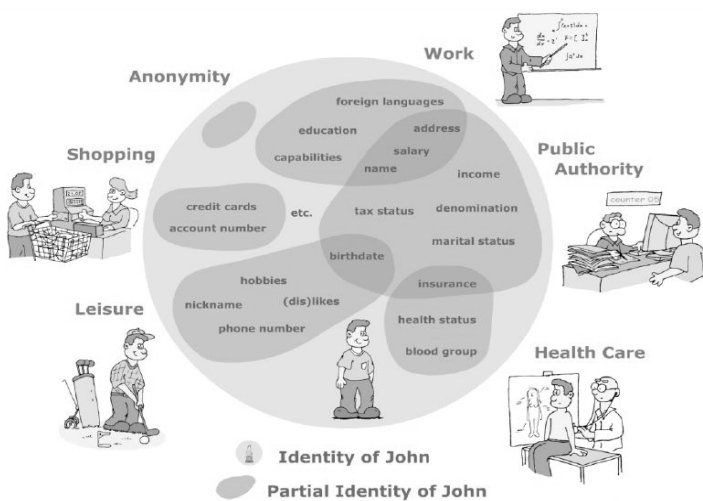 Work
Anonymity
foreign languages
education
address
capabilities
salary
name
Shopping
Public
Authority
income
credit cards
account number
etc.
tax status
denomination
marital status
counter 05
birthdate
hobbies
insurance
nickname
(dis)likes
phone number
health status
blood group
Leisure
Health Care
Identity of John
Partial Identity of John